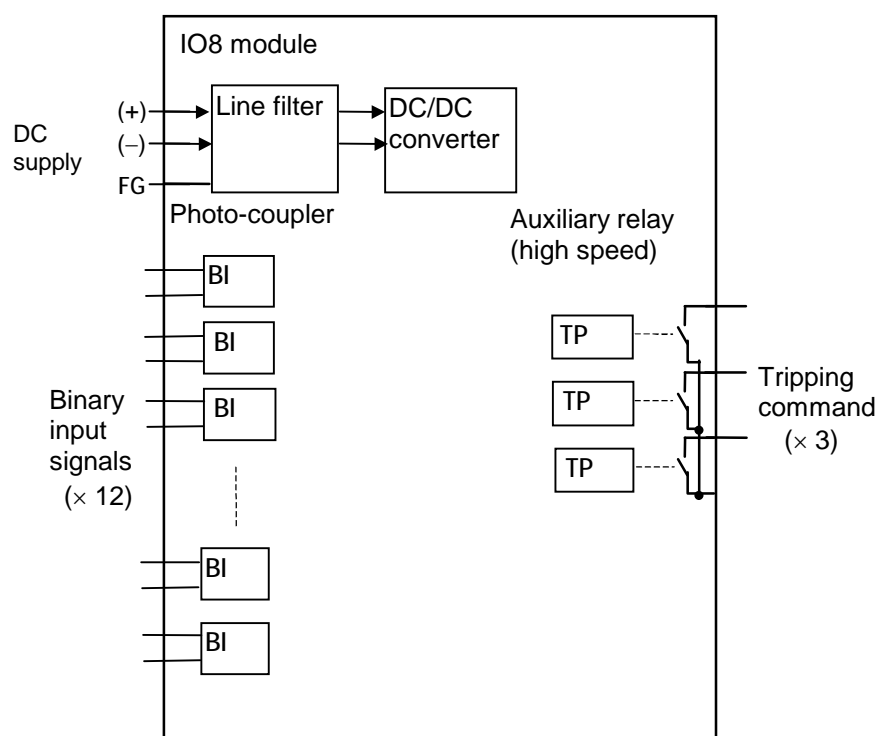 IO8 module
DC
supply
(+)
(−)
FG
Line filter
DC/DC
converter
Photo-coupler
Auxiliary relay
(high speed)
BI
BI
BI
BI
BI
Binary
input
signals
(× 12)
TP
TP
TP
Tripping
command
(× 3)